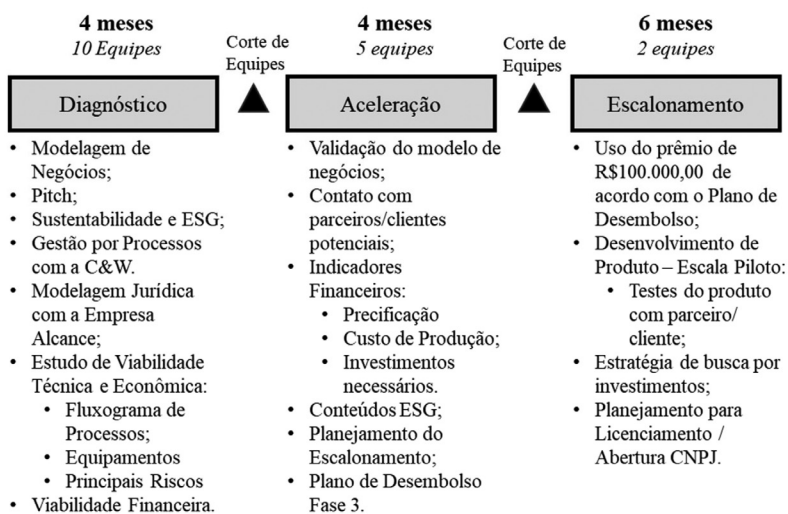 4 meses
10 Equipes
Diagnóstico
• Modelagem de
Negócios;
• Pitch;
• Sustentabilidade e ESG;
• Gestão por Processos
com a C&W.
• Modelagem Jurídica
com a Empresa
Alcance;
• Estudo de Viabilidade
Técnica e Econômica:
• Fluxograma de
Processos;
• Equipamentos
• Principais Riscos
• Viabilidade Financeira.
Corte de
Equipes
4 meses
5 equipes
Aceleração
• Validação do modelo de
negócios;
• Contato com
parceiros/clientes
potenciais;
• Indicadores
Financeiros:
• Precificação
• Custo de Produção;
• Investimentos
necessários.
• Conteúdos ESG;
• Planejamento do
Escalonamento;
• Plano de Desembolso
Fase 3.
Corte de
Equipes
6 meses
2 equipes
Escalonamento
• Uso do prêmio de
R$100.000,00 de
acordo com o Plano de
Desembolso;
• Desenvolvimento de
Produto – Escala Piloto:
• Testes do produto
com parceiro/
cliente;
• Estratégia de busca por
investimentos;
• Planejamento para
Licenciamento /
Abertura CNPJ.